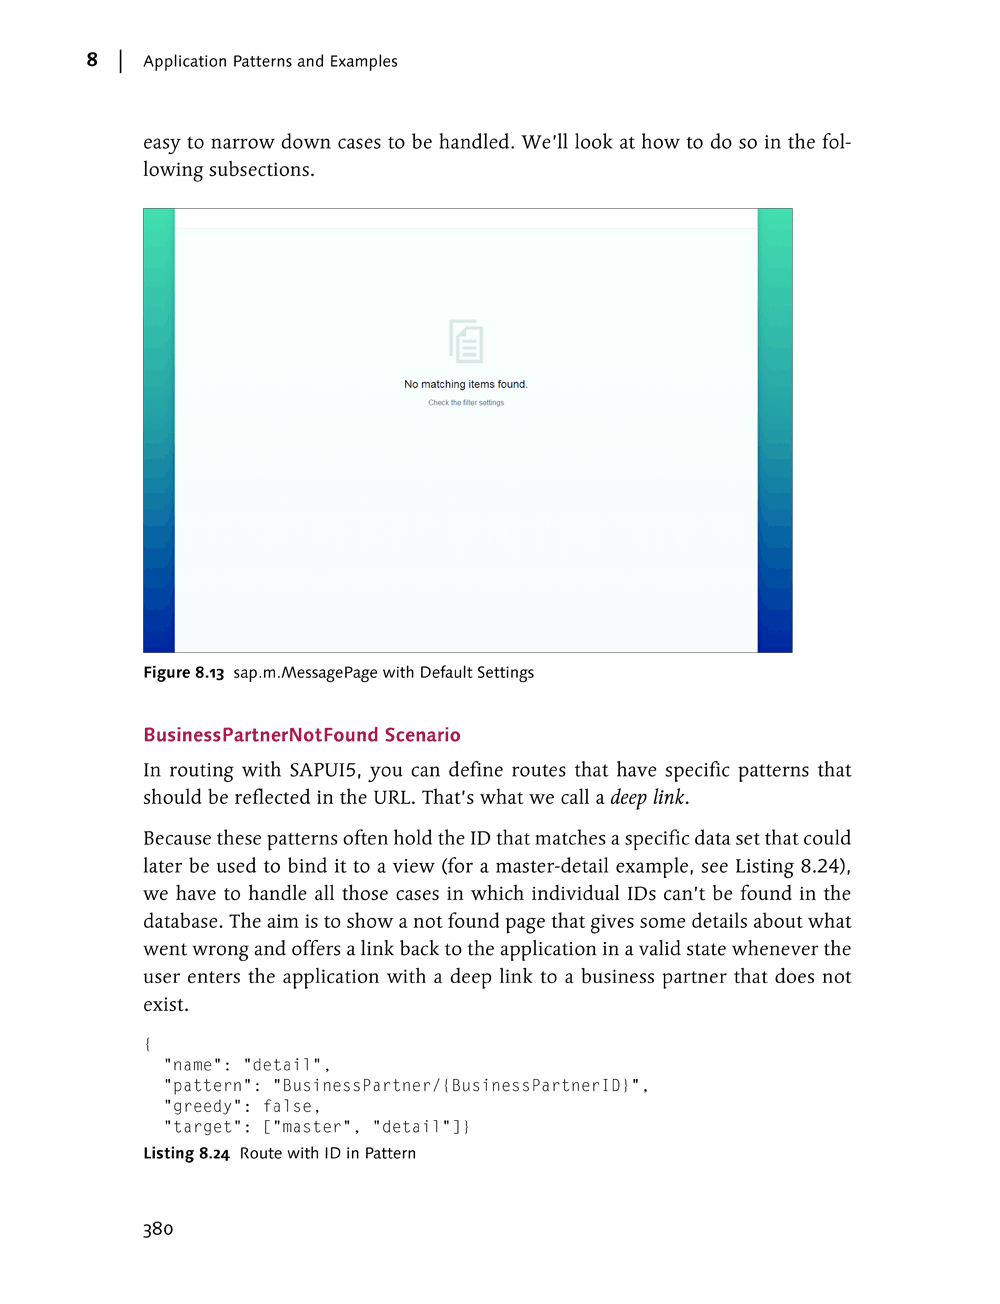 8 | Application Patterns and Examples
easy to narrow down cases to be handled. We'll look at how to do so in the fol-
lowing subsections.
No matching items found.
Check the filter settings
Figure 8.13 sap.m.MessagePage with Default Settings
BusinessPartnerNotFound Scenario
In routing with SAPUI5, you can define routes that have specific patterns that
should be reflected in the URL. That's what we call a deep link.
Because these patterns often hold the ID that matches a specific data set that could
later be used to bind it to a view (for a master-detail example, see Listing 8.24),
we have to handle all those cases in which individual IDs can't be found in the
database. The aim is to show a not found page that gives some details about what
went wrong and offers a link back to the application in a valid state whenever the
user enters the application with a deep link to a business partner that does not
exist.
{
"name": "detail",
"pattern": "BusinessPartner/{BusinessPartnerID}",
"greedy": false,
"target": ["master", "detail"]}
Listing 8.24 Route with ID in Pattern
380